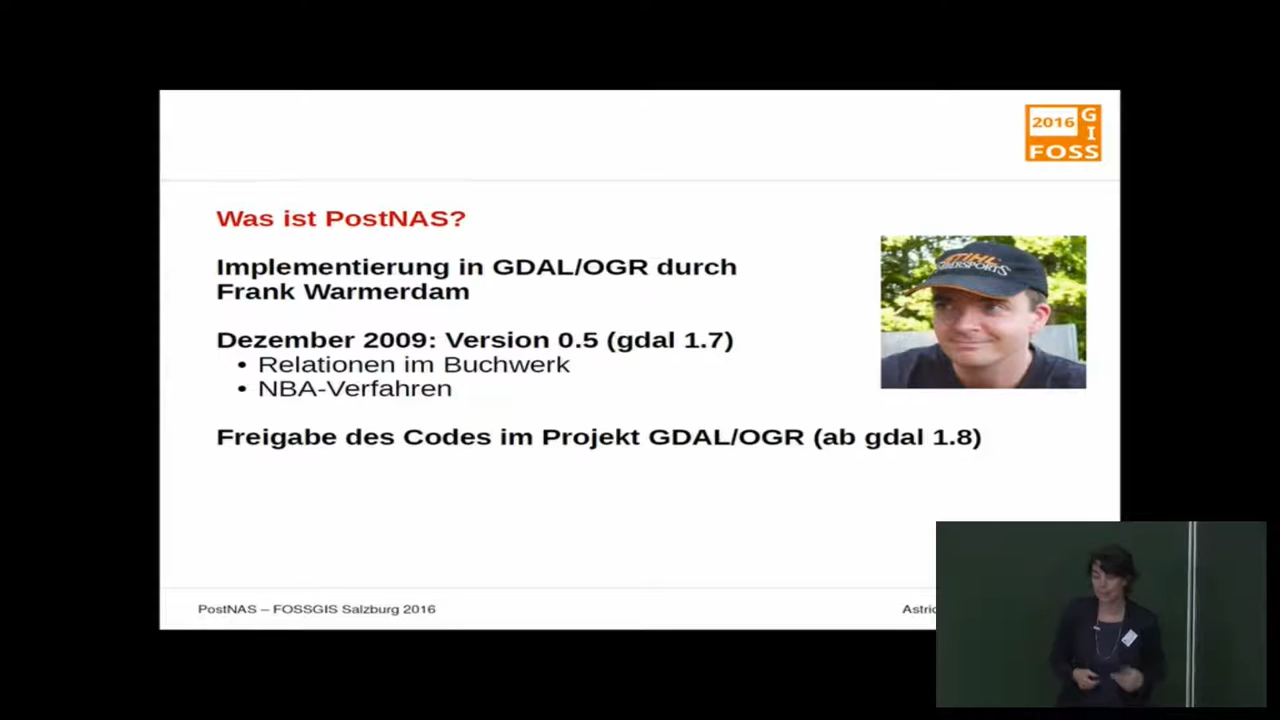 2016
G
I
FOSS
Was ist PostNAS?
Implementierung in GDAL/OGR durch
Frank Warmerdam
STIHL
TIMBERSPORTS
Dezember 2009: Version 0.5 (gdal 1.7)
• Relationen im Buchwerk
• NBA-Verfahren
Freigabe des Codes im Projekt GDAL/OGR (ab gdal 1.8)
PostNAS – FOSSGIS Salzburg 2016